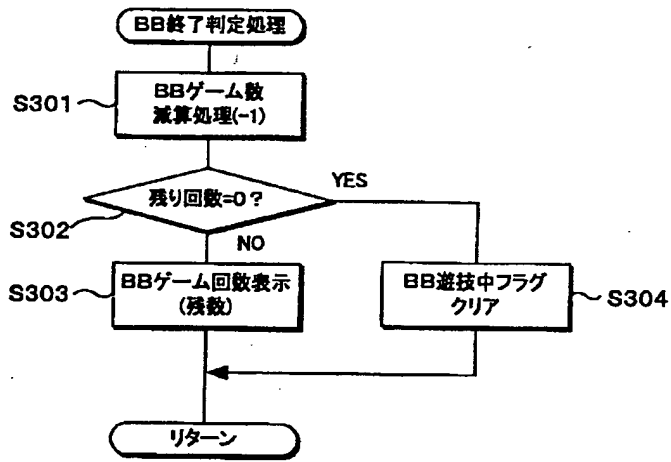 BB終了判定処理
S301
BBゲーム数
減算処理(-1)
残り回数=0?
YES
S302
NO
S303
BBゲーム回数表示
(残数)
BB遊技中フラグ
クリア
S304
リターン